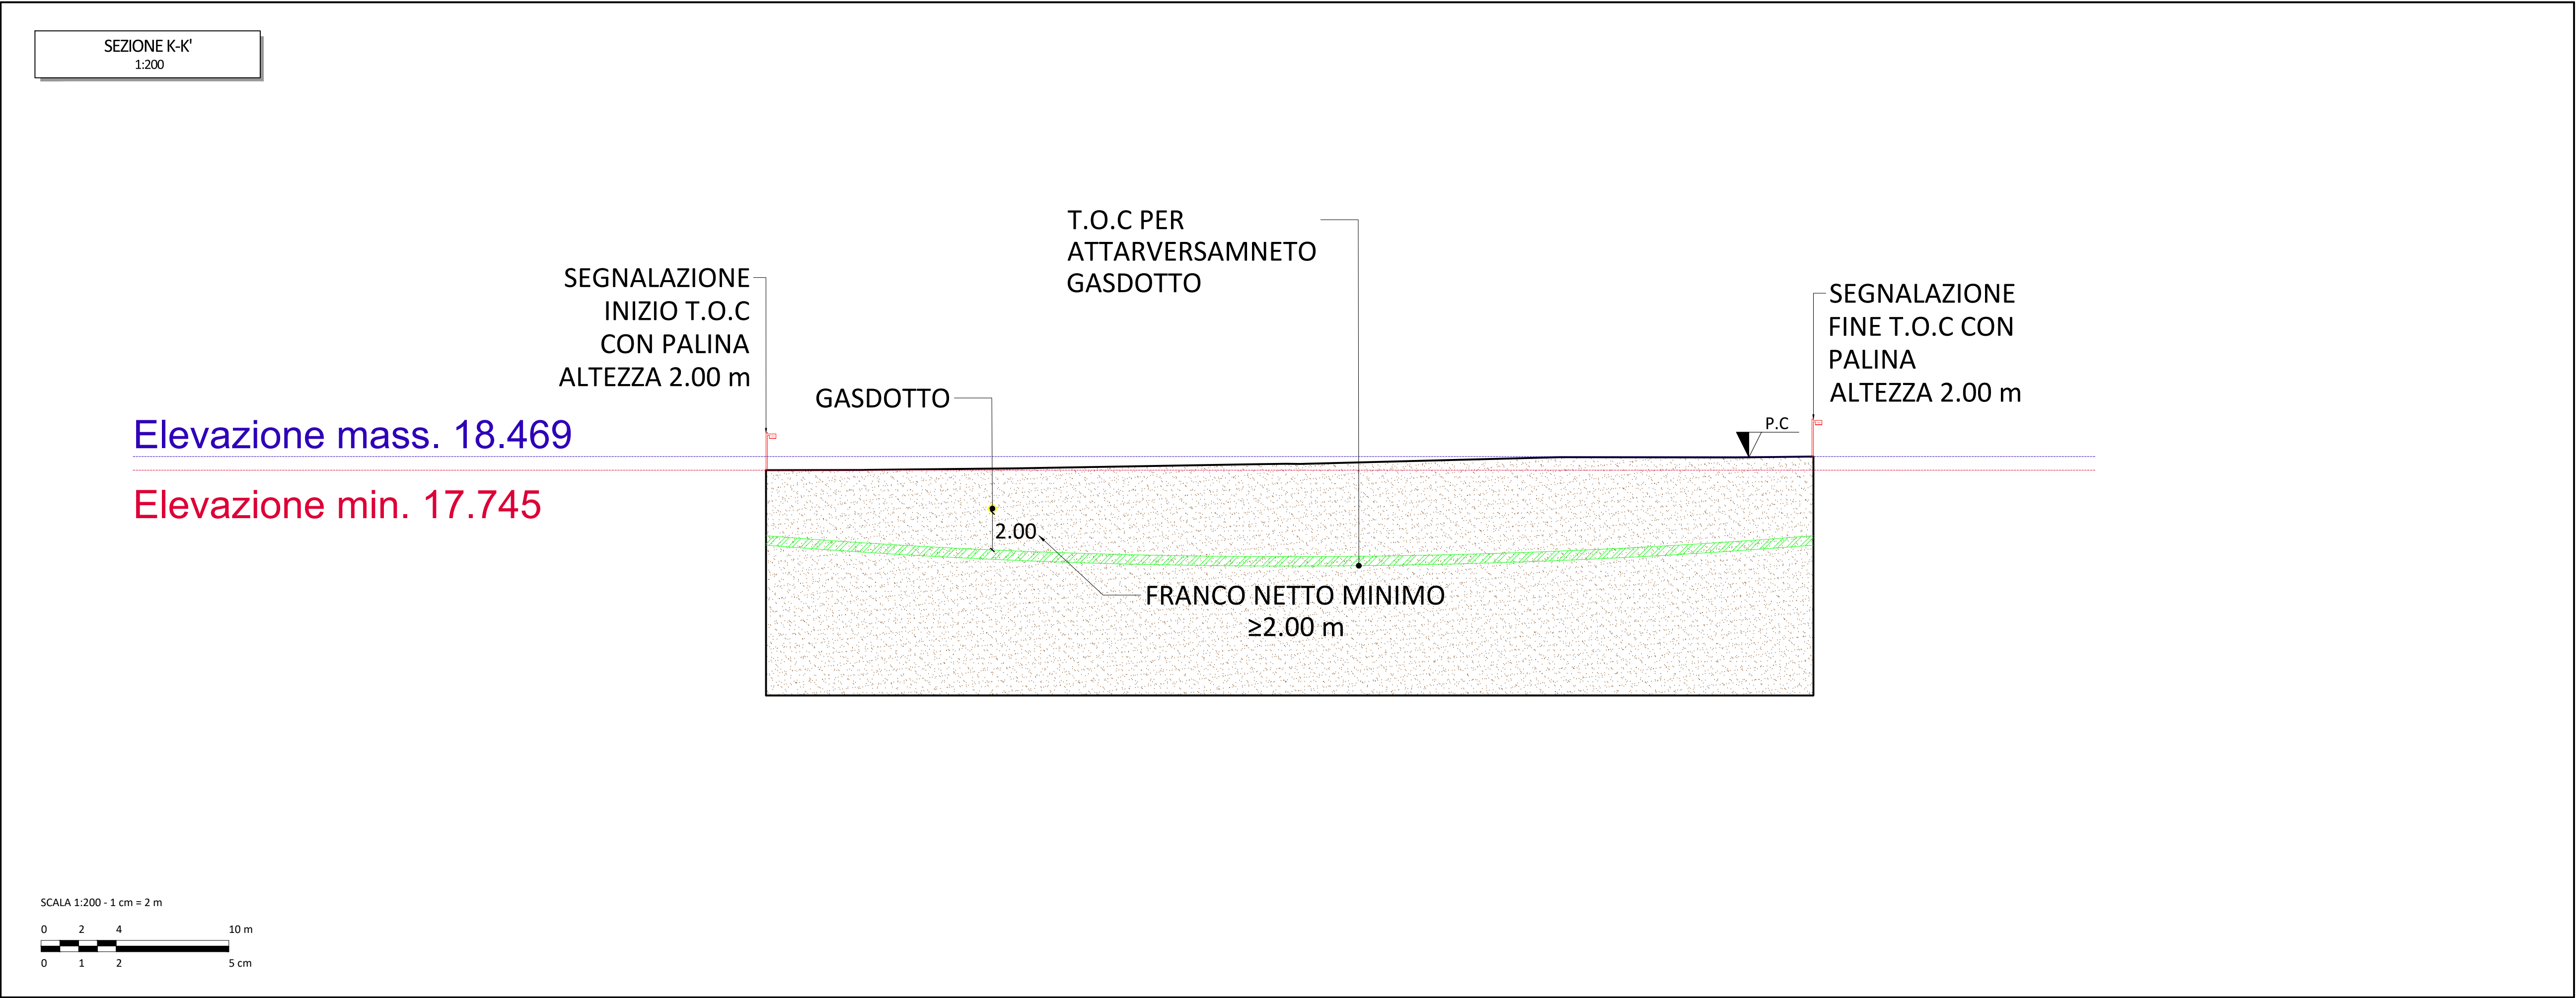 SEZIONE K-K'
1:200
T.O.C PER
ATTARVERSAMNETO
GASDOTTO
SEGNALAZIONE
INIZIO T.O.C
CON PALINA
ALTEZZA 2.00 m
SEGNALAZIONE
FINE T.O.C CON
PALINA
ALTEZZA 2.00 m
GASDOTTO
P.C
Elevazione mass. 18.469
Elevazione min. 17.745
2.00
FRANCO NETTO MINIMO
≥2.00 m
SCALA 1:200 - 1 cm = 2 m
0 2 4 10 m
0 1 2 5 cm